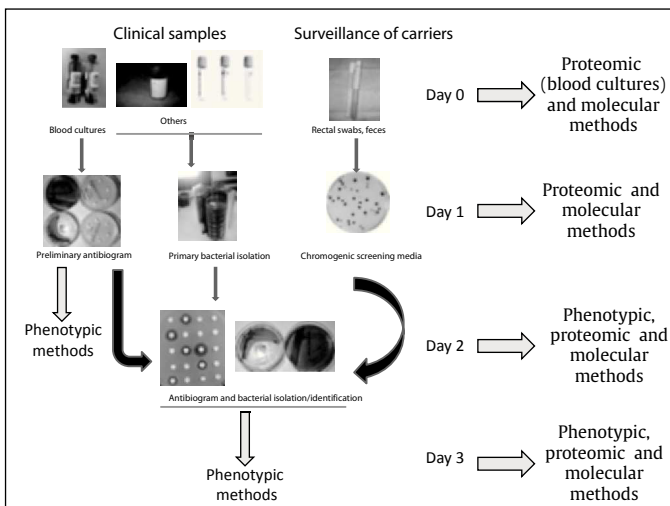 Clinical samples
Surveillance of carriers
Blood cultures
Others
Rectal swabs, feces
Day 0
Proteomic
(blood cultures)
and molecular
methods
Preliminary antibiogram
Primary bacterial isolation
Chromogenic screening media
Day 1
Proteomic and
molecular
methods
Phenotypic
methods
Antibiogram and bacterial isolation/identification
Day 2
Phenotypic,
proteomic and
molecular
methods
Phenotypic
methods
Day 3
Phenotypic,
proteomic and
molecular
methods